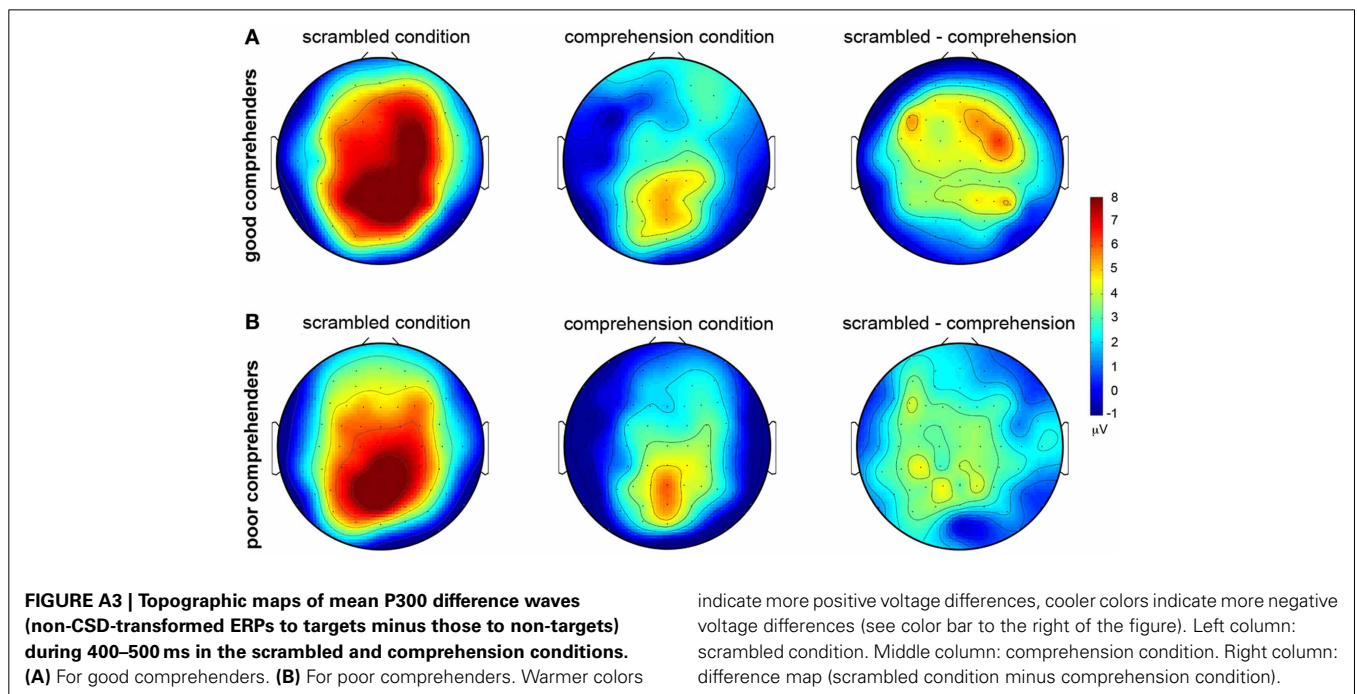 A
scrambled condition
comprehension condition
scrambled - comprehension
good comprehenders
8
7
6
5
4
3
2
1
0
-1
µV
B
scrambled condition
comprehension condition
scrambled - comprehension
poor comprehenders
FIGURE A3 | Topographic maps of mean P300 difference waves
(non-CSD-transformed ERPs to targets minus those to non-targets)
during 400–500 ms in the scrambled and comprehension conditions.
(A) For good comprehenders. (B) For poor comprehenders. Warmer colors
indicate more positive voltage differences, cooler colors indicate more negative
voltage differences (see color bar to the right of the figure). Left column:
scrambled condition. Middle column: comprehension condition. Right column:
difference map (scrambled condition minus comprehension condition).